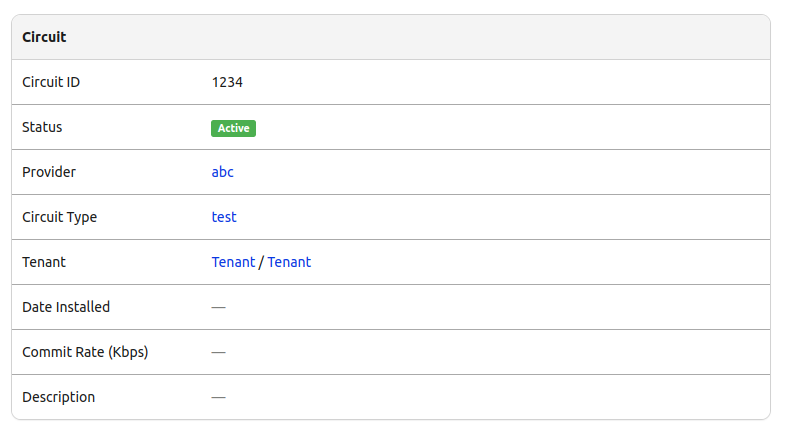 Circuit
Circuit ID 1234
Status Active
Provider abc
Circuit Type test
Tenant Tenant / Tenant
Date Installed —
Commit Rate (Kbps) —
Description —